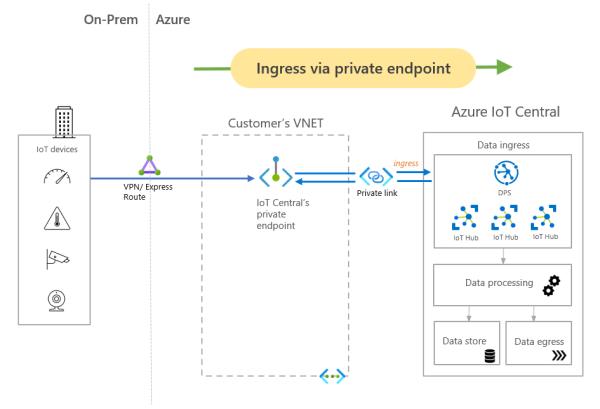 On-Prem
Azure
Ingress via private endpoint
Azure IoT Central
Customer's VNET
IoT devices
Data ingress
ingress
DPS
VPN/ Express
Route
Private link
IoT Central's
private
endpoint
IoT Hub
IoT Hub
IoT Hub
Data processing
Data store
Data egress